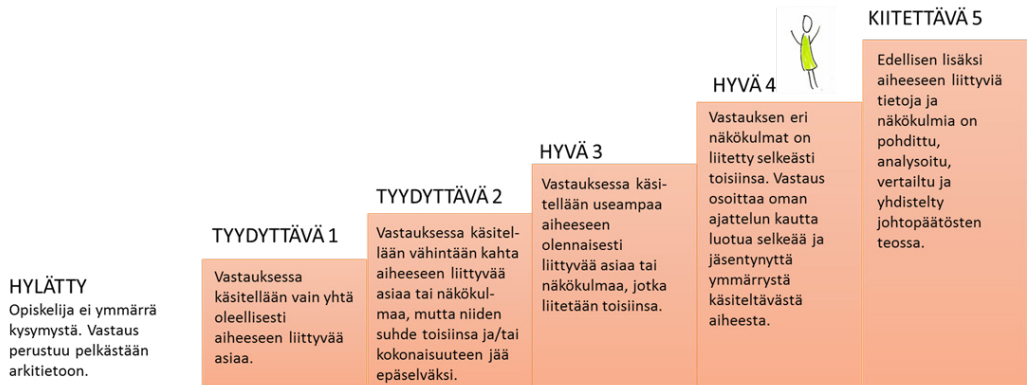 HYLÄTTY
Opiskelija ei ymmärrä
kysymystä. Vastaus
perustuu pelkästään
arkitietoon.
TYYDYTTÄVÄ 1
Vastauksessa
käsitellään vain yhtä
oleellisesti
aiheeseen liittyvää
asiaa.
TYYDYTTÄVÄ 2
Vastauksessa käsitel-
lään vähintään kahta
aiheeseen liittyvää
asiaa tai näkökul-
maa, mutta niiden
suhde toisiinsa ja/tai
kokonaisuuteen jää
epäselväksi.
HYVÄ 3
Vastauksessa käsi-
tellään useampaa
aiheeseen
olennaisesti
liittyvää asiaa tai
näkökulmaa, jotka
liitetään toisiinsa.
HYVÄ 4
Vastauksen eri
näkökulmat on
liitetty selkeästi
toisiinsa. Vastaus
osoittaa oman
ajattelun kautta
luotua selkeää ja
jäsentynyttä
ymmärrystä
käsiteltävästä
aiheesta.
KIITETTÄVÄ 5
Edellisen lisäksi
aiheeseen liittyviä
tietoja ja
näkökulmia on
pohdittu,
analysoitu,
vertailtu ja
yhdistelty
johtopäätösten
teossa.